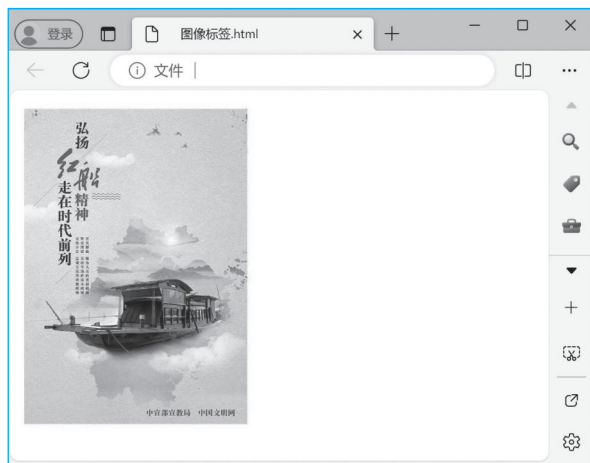 登录
图像标签.html
文件
弘扬
红船精神
走在时代前列
中宣部宣教局 中国文明网